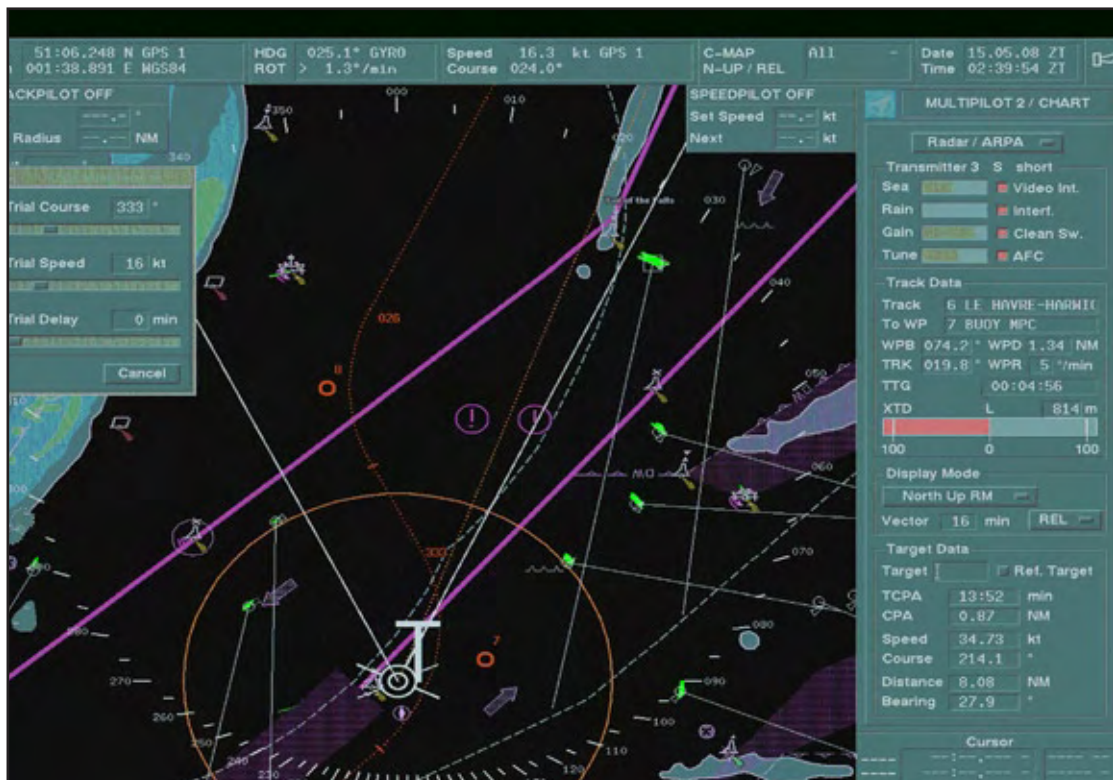 51:06.248 N GPS 1
001:38.891 E WGS84
HDG 025.1° GYRO
ROT > 1.3°/min
Speed 16.3 kt GPS 1
Course 024.0°
C-MAP All -
N-UP / REL
Date 15.05.08 ZT
Time 02:39:54 ZT
ACKPILOT OFF
---.- °
Radius --.- NM
Trial Course 333 °
Trial Speed 16 kt
Trial Delay 0 min
Cancel
SPEEDPILOT OFF
Set Speed --.- kt
Next --.- kt
340
350
000
010
020
030
040
050
060
070
080
090
100
110
120
230
240
250
260
270
280
300
310
026
8
333
7
DW
DW
T
MULTIPILOT 2 / CHART
Radar / ARPA
Transmitter 3 S short
Sea Video Int.
Rain Interf.
Gain Clean Sw.
Tune AFC
Track Data
Track 6 LE HAVRE-HARWIC
To WP 7 BUOY MPC
WPB 074.2 ° WPD 1.34 NM
TRK 019.8 ° WPR 5 °/min
TTG 00:04:56
XTD L 814 m
100 0 100
Display Mode
North Up RM
Vector 16 min REL
Target Data
Target Ref. Target
TCPA 13:52 min
CPA 0.87 NM
Speed 34.73 kt
Course 214.1 °
Distance 8.08 NM
Bearing 27.9 °
Cursor